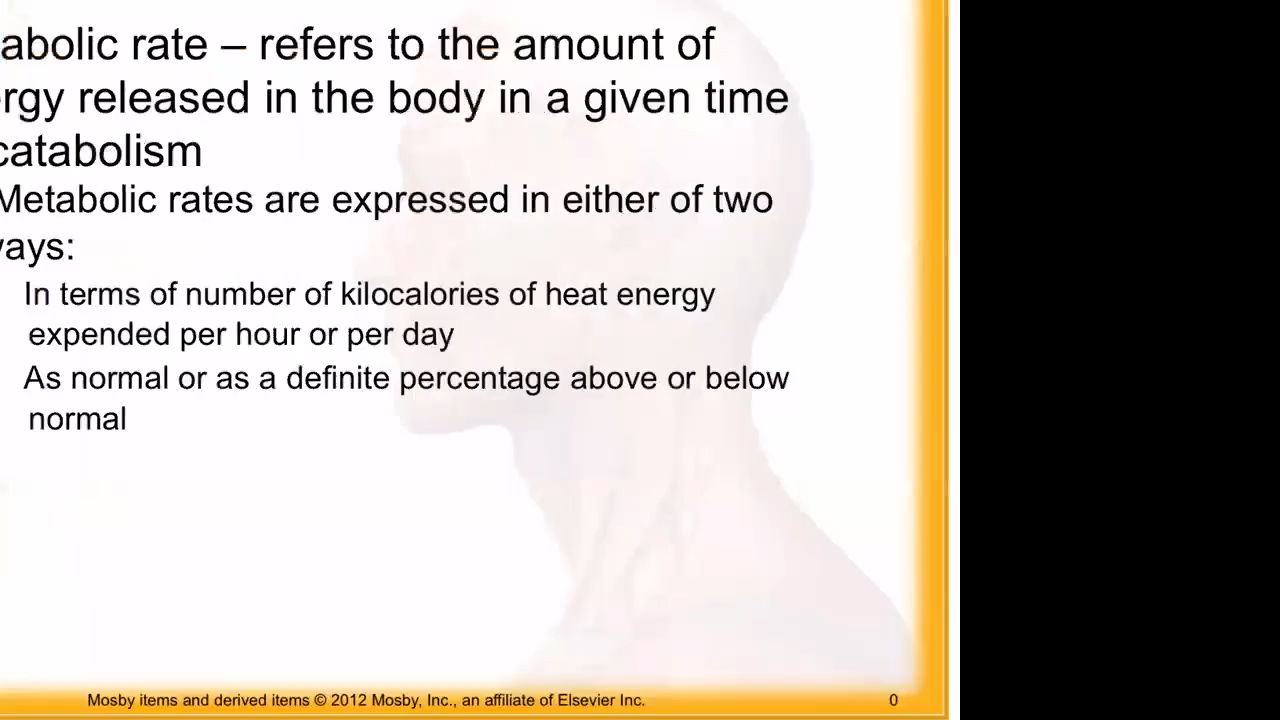 abolic rate – refers to the amount of
rgy released in the body in a given time
catabolism
Metabolic rates are expressed in either of two
ways:
In terms of number of kilocalories of heat energy
expended per hour or per day
As normal or as a definite percentage above or below
normal
Mosby items and derived items © 2012 Mosby, Inc., an affiliate of Elsevier Inc. 0